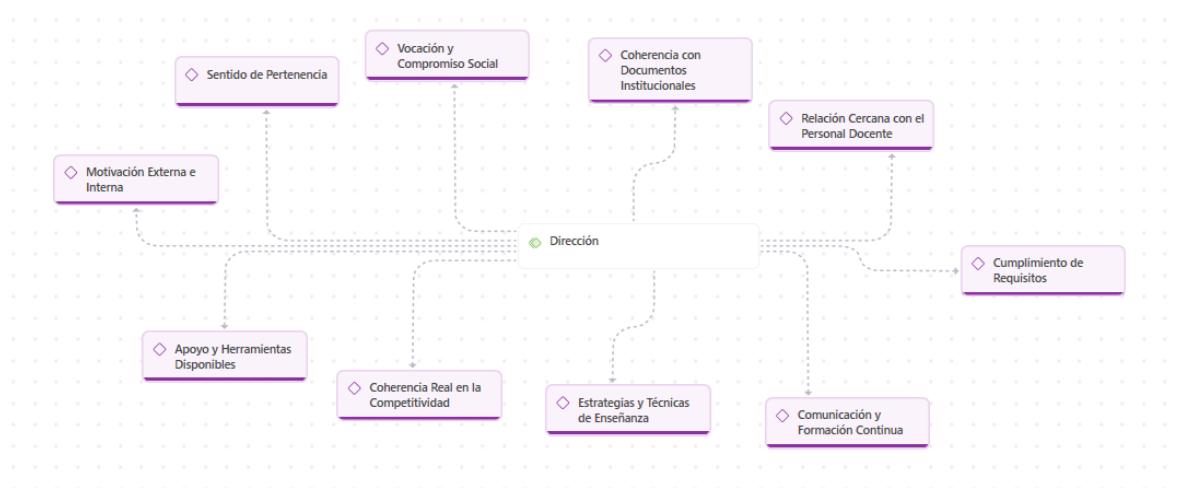 Vocación y
Compromiso Social
Coherencia con
Documentos
Institucionales
Sentido de Pertenencia
Relación Cercana con el
Personal Docente
Motivación Externa e
Interna
Dirección
Cumplimiento de
Requisitos
Apoyo y Herramientas
Disponibles
Coherencia Real en la
Competitividad
Estrategias y Técnicas
de Enseñanza
Comunicación y
Formación Continua